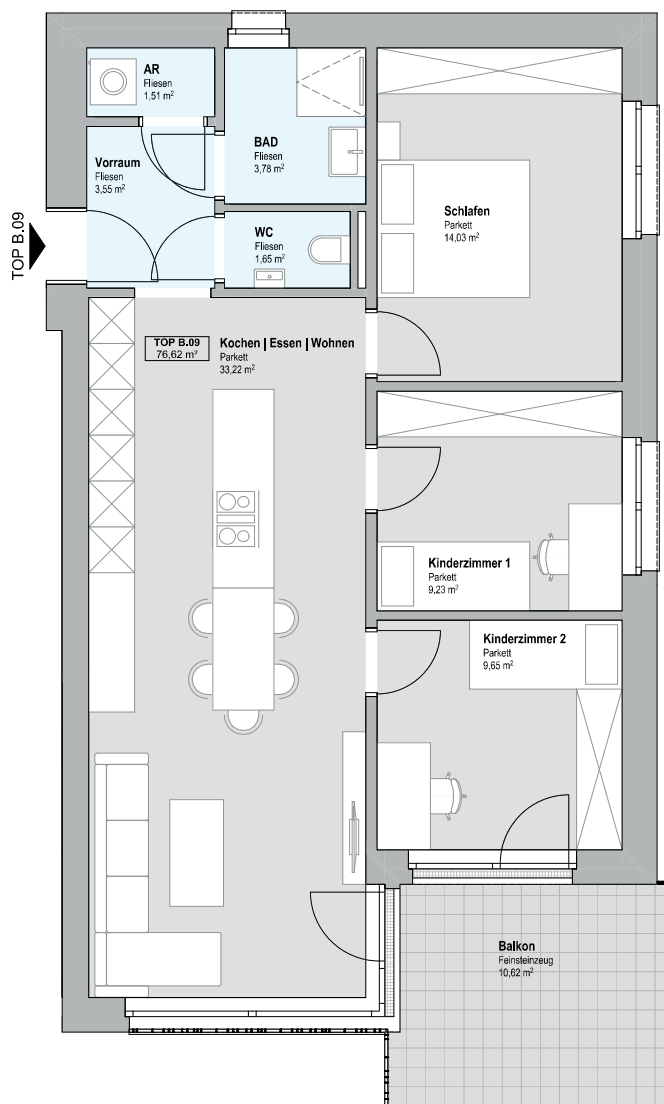 AR
Fliesen
1,51 m²
BAD
Fliesen
3,78 m²
Vorraum
Fliesen
3,55 m²
TOP B.09
WC
Fliesen
1,65 m²
Schlafen
Parkett
14,03 m²
TOP B.09
76,62 m²
Kochen | Essen | Wohnen
Parkett
33,22 m²
Kinderzimmer 1
Parkett
9,23 m²
Kinderzimmer 2
Parkett
9,65 m²
Balkon
Feinsteinzeug
10,62 m²